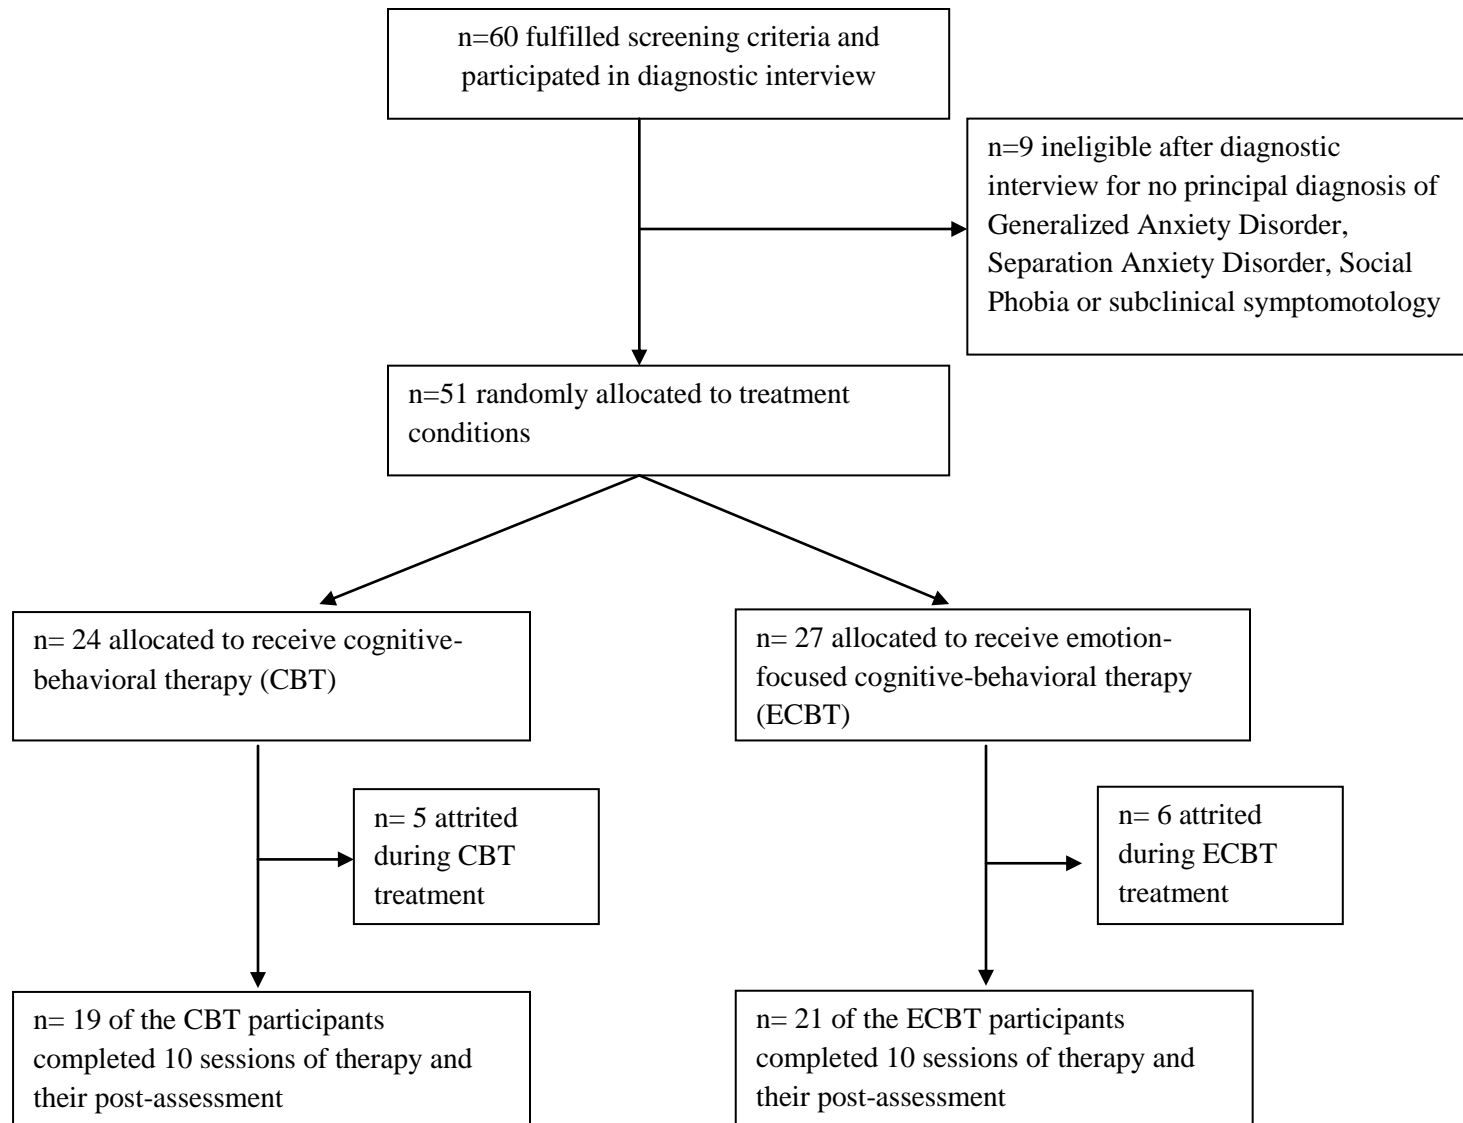 n=60 fulfilled screening criteria and
participated in diagnostic interview
n=9 ineligible after diagnostic
interview for no principal diagnosis of
Generalized Anxiety Disorder,
Separation Anxiety Disorder, Social
Phobia or subclinical symptomotology
n=51 randomly allocated to treatment
conditions
n= 24 allocated to receive cognitive-
behavioral therapy (CBT)
n= 27 allocated to receive emotion-
focused cognitive-behavioral therapy
(ECBT)
n= 5 attrited
during CBT
treatment
n= 6 attrited
during ECBT
treatment
n= 19 of the CBT participants
completed 10 sessions of therapy and
their post-assessment
n= 21 of the ECBT participants
completed 10 sessions of therapy and
their post-assessment